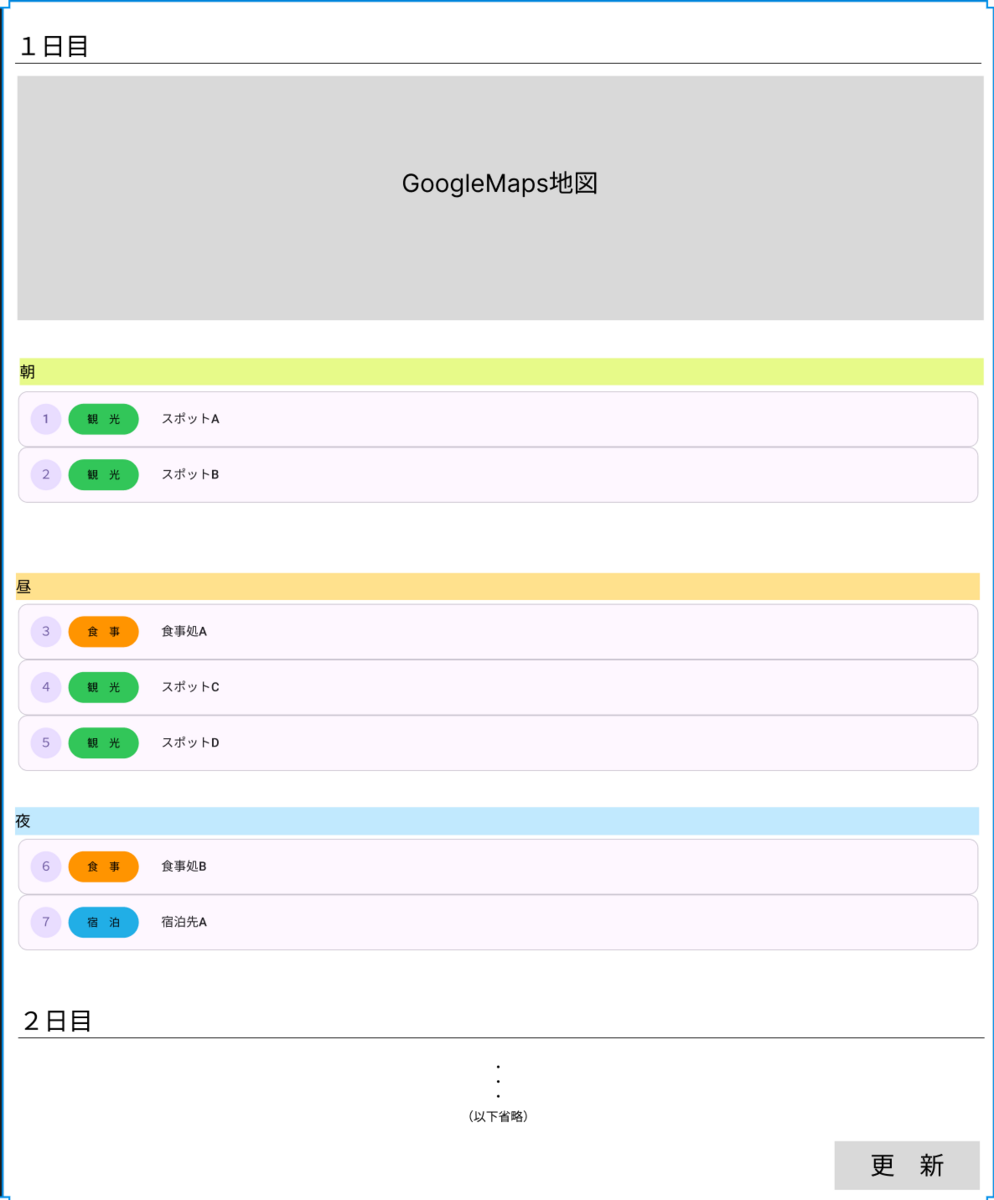 １日目
GoogleMaps地図
朝
1 観　光 スポットA
2 観　光 スポットB
昼
3 食　事 食事処A
4 観　光 スポットC
5 観　光 スポットD
夜
6 食　事 食事処B
7 宿　泊 宿泊先A
２日目
・
・
・
（以下省略）
更　新